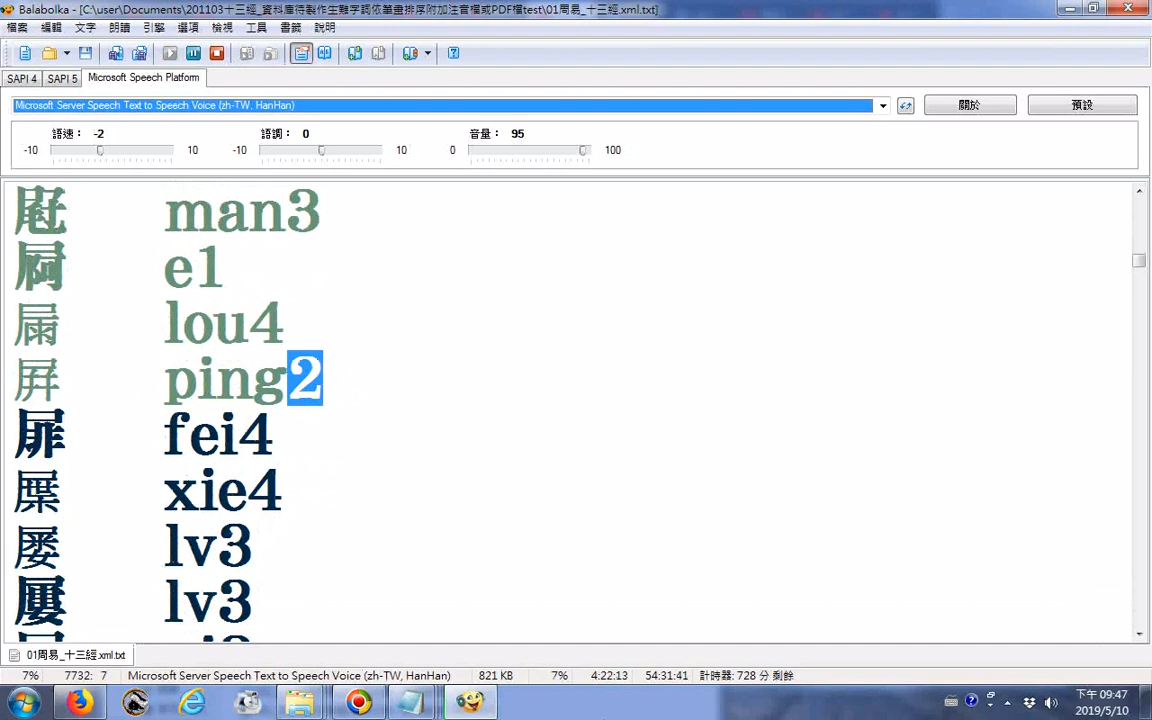 Balabolka - [C:\user\Documents\201103十三經_資料庫待製作生難字詞依筆畫排序附加注音檔或PDF檔test\01周易_十三經.xml.txt]
檔案 編輯 文字 朗讀 引擎 選項 檢視 工具 書籤 說明
SAPI 4 SAPI 5 Microsoft Speech Platform
Microsoft Server Speech Text to Speech Voice (zh-TW, HanHan) 關於 預設
語速： -2 語調： 0 音量： 95
-10 10 -10 10 0 100
man3
e1
屚 lou4
屛 ping2
屝 fei4
屧 xie4
屡 lv3
屢 lv3
01周易_十三經.xml.txt
7% 7732: 7 Microsoft Server Speech Text to Speech Voice (zh-TW, HanHan) 821 KB 7% 4:22:13 54:31:41 計時器: 728 分 剩餘
下午 09:47
2019/5/10